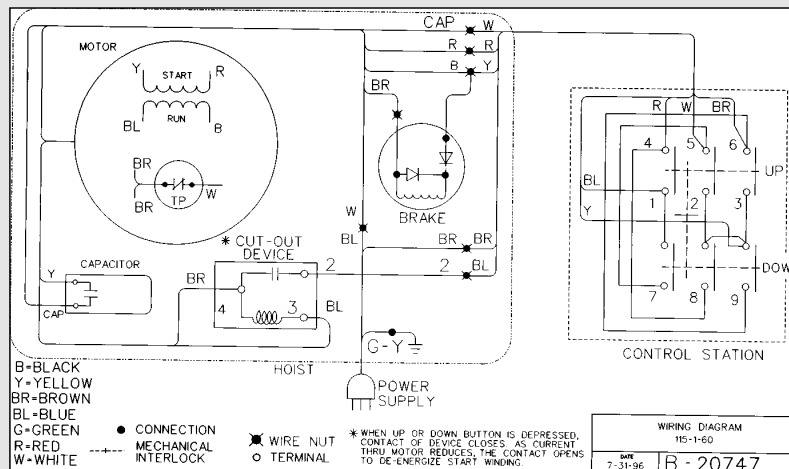 CAP W
MOTOR
R R
Y START R
B Y
BR
RUN
BL B
R W BR
4 5 6
BR
W
TP
BR
UP
BL
1 2 3
Y
BRAKE
W
BL
BR BR
* CUT-OUT
DEVICE
2 2 BL
DOW
CAPACITOR
BR
Y
4 3 BL
7 8 9
CAP
G-Y
CONTROL STATION
HOIST
POWER
SUPPLY
B=BLACK
Y=YELLOW
BR=BROWN
BL=BLUE
G=GREEN
R=RED
W=WHITE
CONNECTION
MECHANICAL
INTERLOCK
WIRE NUT
TERMINAL
* WHEN UP OR DOWN BUTTON IS DEPRESSED,
CONTACT OF DEVICE CLOSES. AS CURRENT
THRU MOTOR REDUCES, THE CONTACT OPENS
TO DE-ENERGIZE START WINDING.
WIRING DIAGRAM
115-1-60
DATE
7-31-96
B - 20747